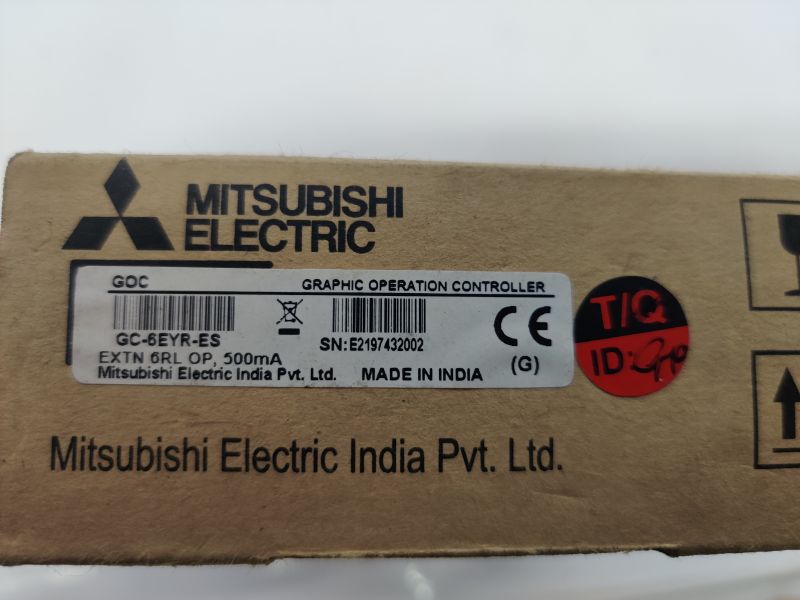 MITSUBISHI
ELECTRIC
GOC GRAPHIC OPERATION CONTROLLER
GC-6EYR-ES
SN:E2197432002
CE
EXTN 6RL OP, 500mA
(G)
Mitsubishi Electric India Pvt. Ltd. MADE IN INDIA
T/Q
ID:
Mitsubishi Electric India Pvt. Ltd.